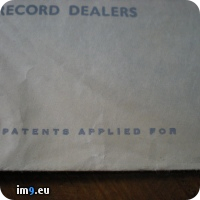 RECORD DEALERS
PATENTS APPLIED FOR
im9.eu